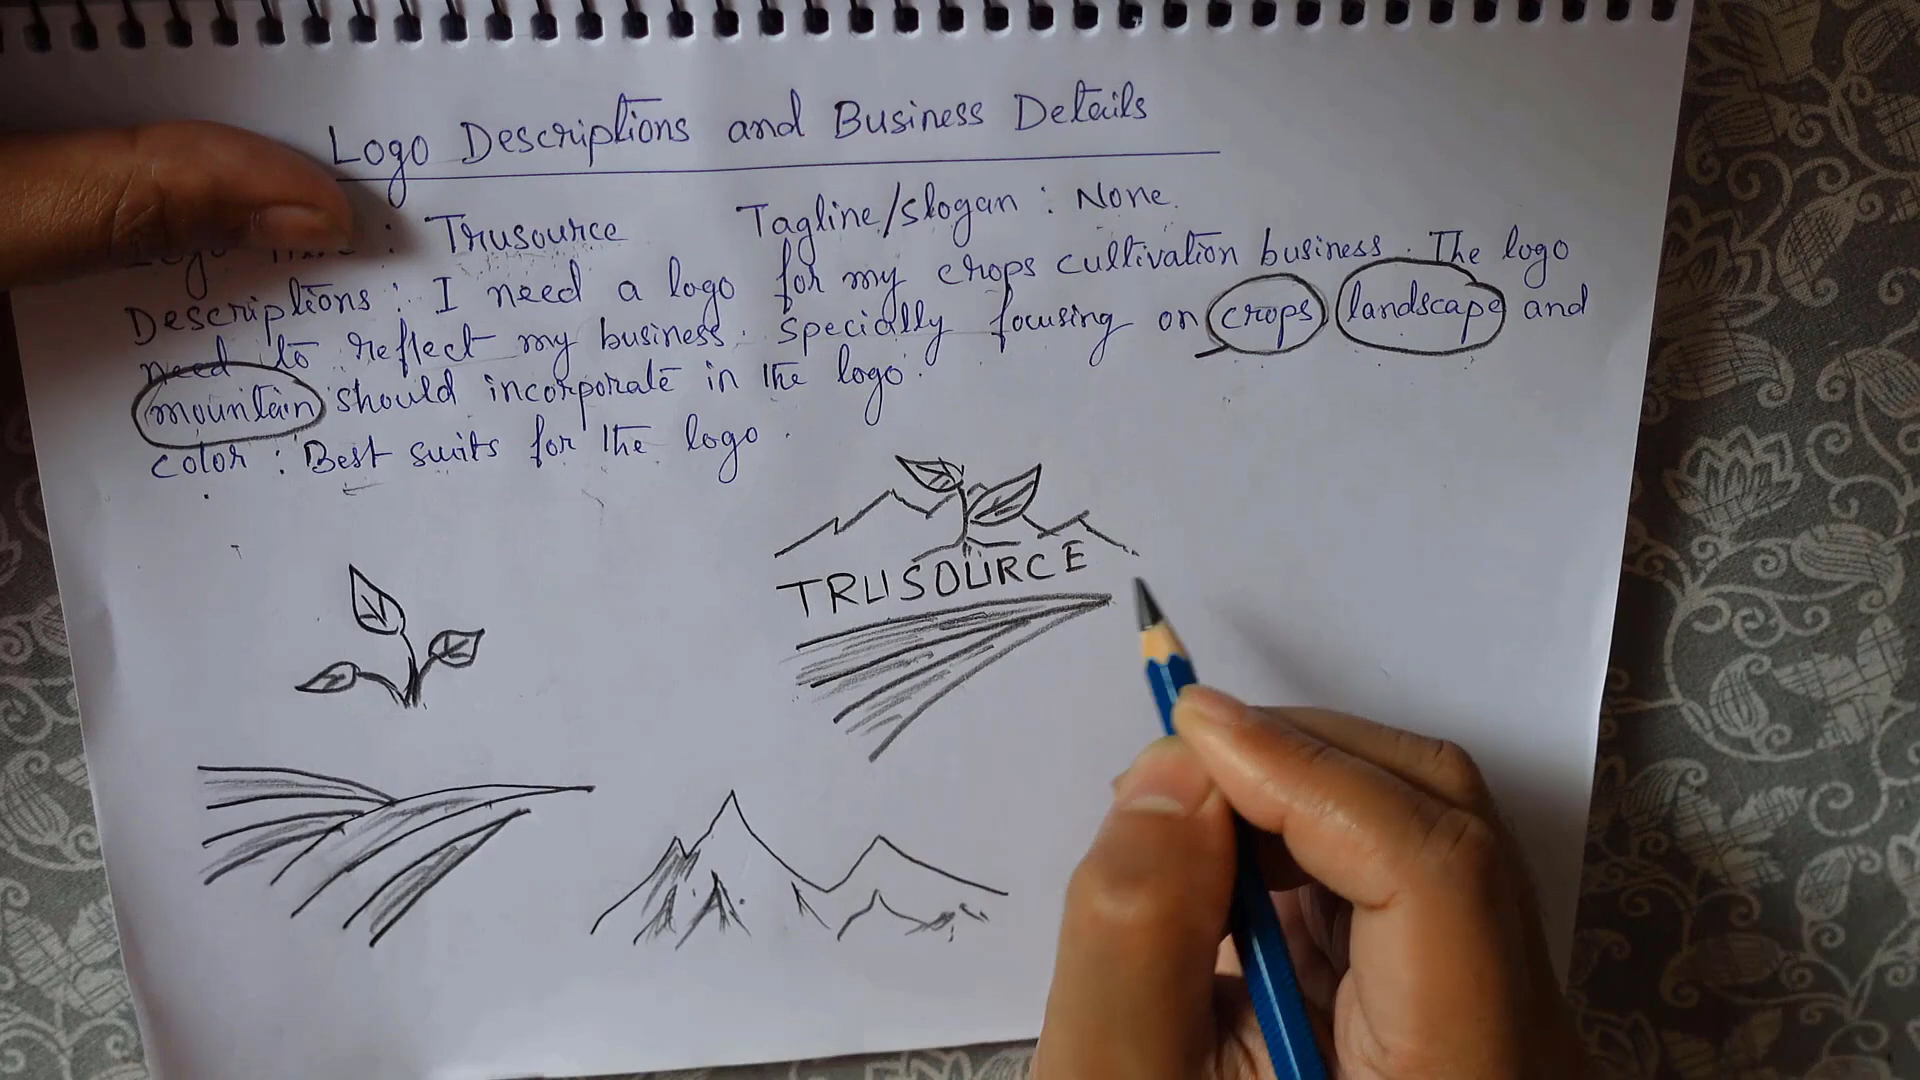 Logo Descriptions and Business Details
: Trusource Tagline/slogan : None.
Descriptions : I need a logo for my crops cultivation business. The logo
need to reflect my business. specially focusing on crops landscape and
mountain should incorporate in the logo.
color : Best suits for the logo.
TRUSOURCE